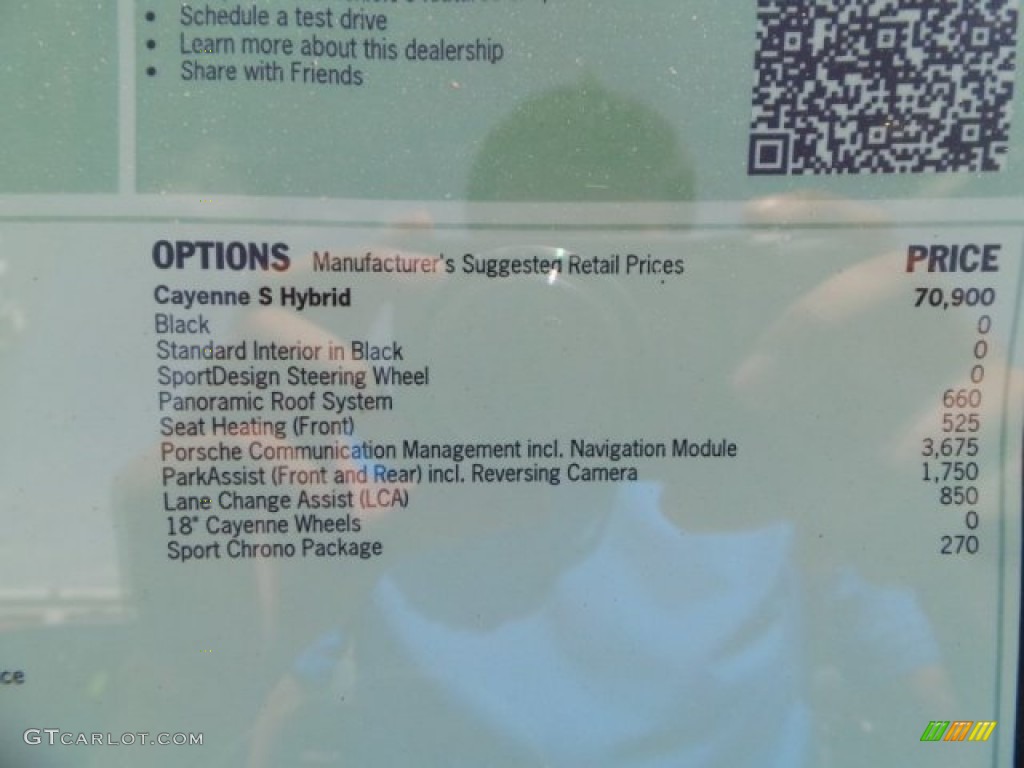 • Schedule a test drive
• Learn more about this dealership
• Share with Friends
OPTIONS Manufacturer's Suggested Retail Prices PRICE
Cayenne S Hybrid 70,900
Black 0
Standard Interior in Black 0
SportDesign Steering Wheel 0
Panoramic Roof System 660
Seat Heating (Front) 525
Porsche Communication Management incl. Navigation Module 3,675
ParkAssist (Front and Rear) incl. Reversing Camera 1,750
Lane Change Assist (LCA) 850
18" Cayenne Wheels 0
Sport Chrono Package 270
ce
GTCARLOT.COM